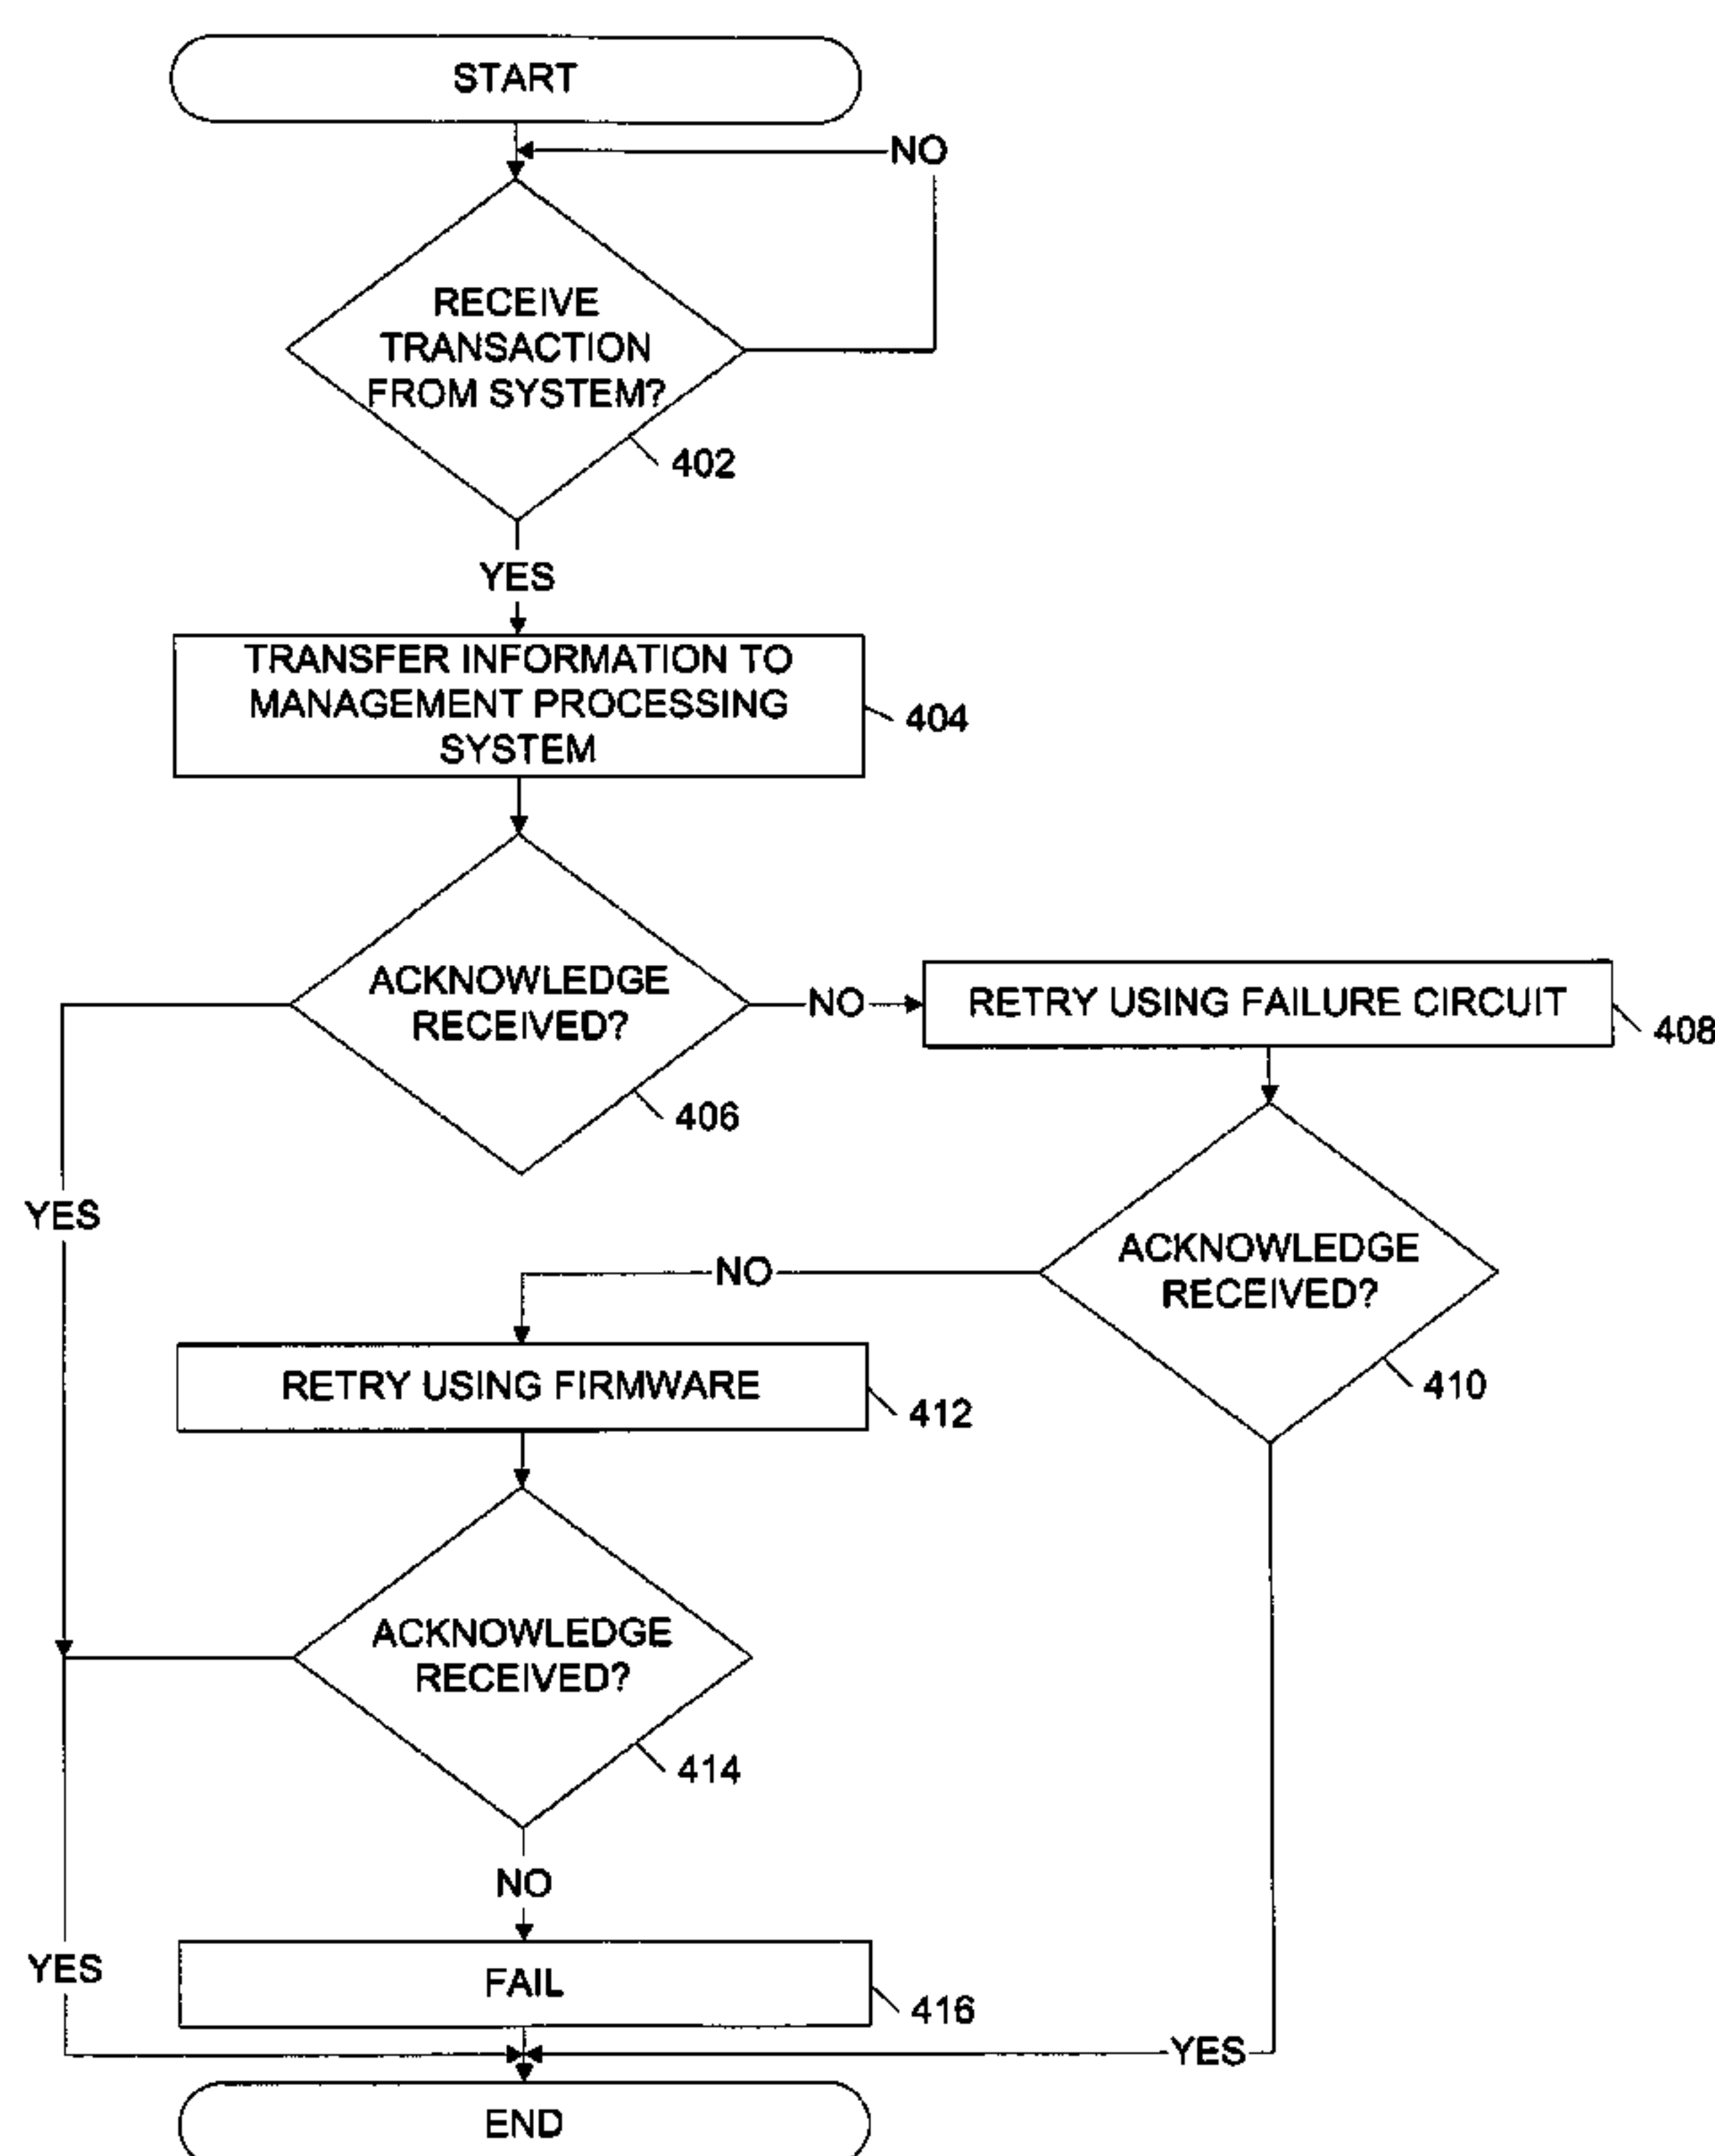 START
NO
RECEIVE
TRANSACTION
FROM SYSTEM?
402
YES
TRANSFER INFORMATION TO
MANAGEMENT PROCESSING
SYSTEM
404
ACKNOWLEDGE
RECEIVED?
406
NO
RETRY USING FAILURE CIRCUIT
408
YES
ACKNOWLEDGE
RECEIVED?
410
NO
RETRY USING FIRMWARE
412
ACKNOWLEDGE
RECEIVED?
414
NO
YES
FAIL
416
YES
END